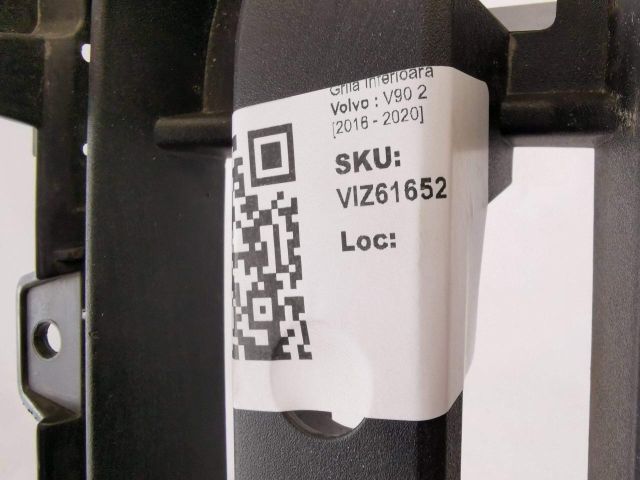 Grila Inferioara
Volvo : V90 2
[2016 - 2020]
SKU:
VIZ61652
Loc: